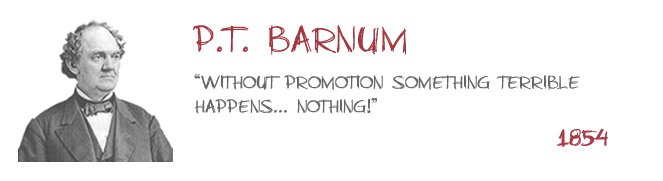 P.T. BARNUM
“WITHOUT PROMOTION SOMETHING TERRIBLE
HAPPENS... NOTHING!”
1854